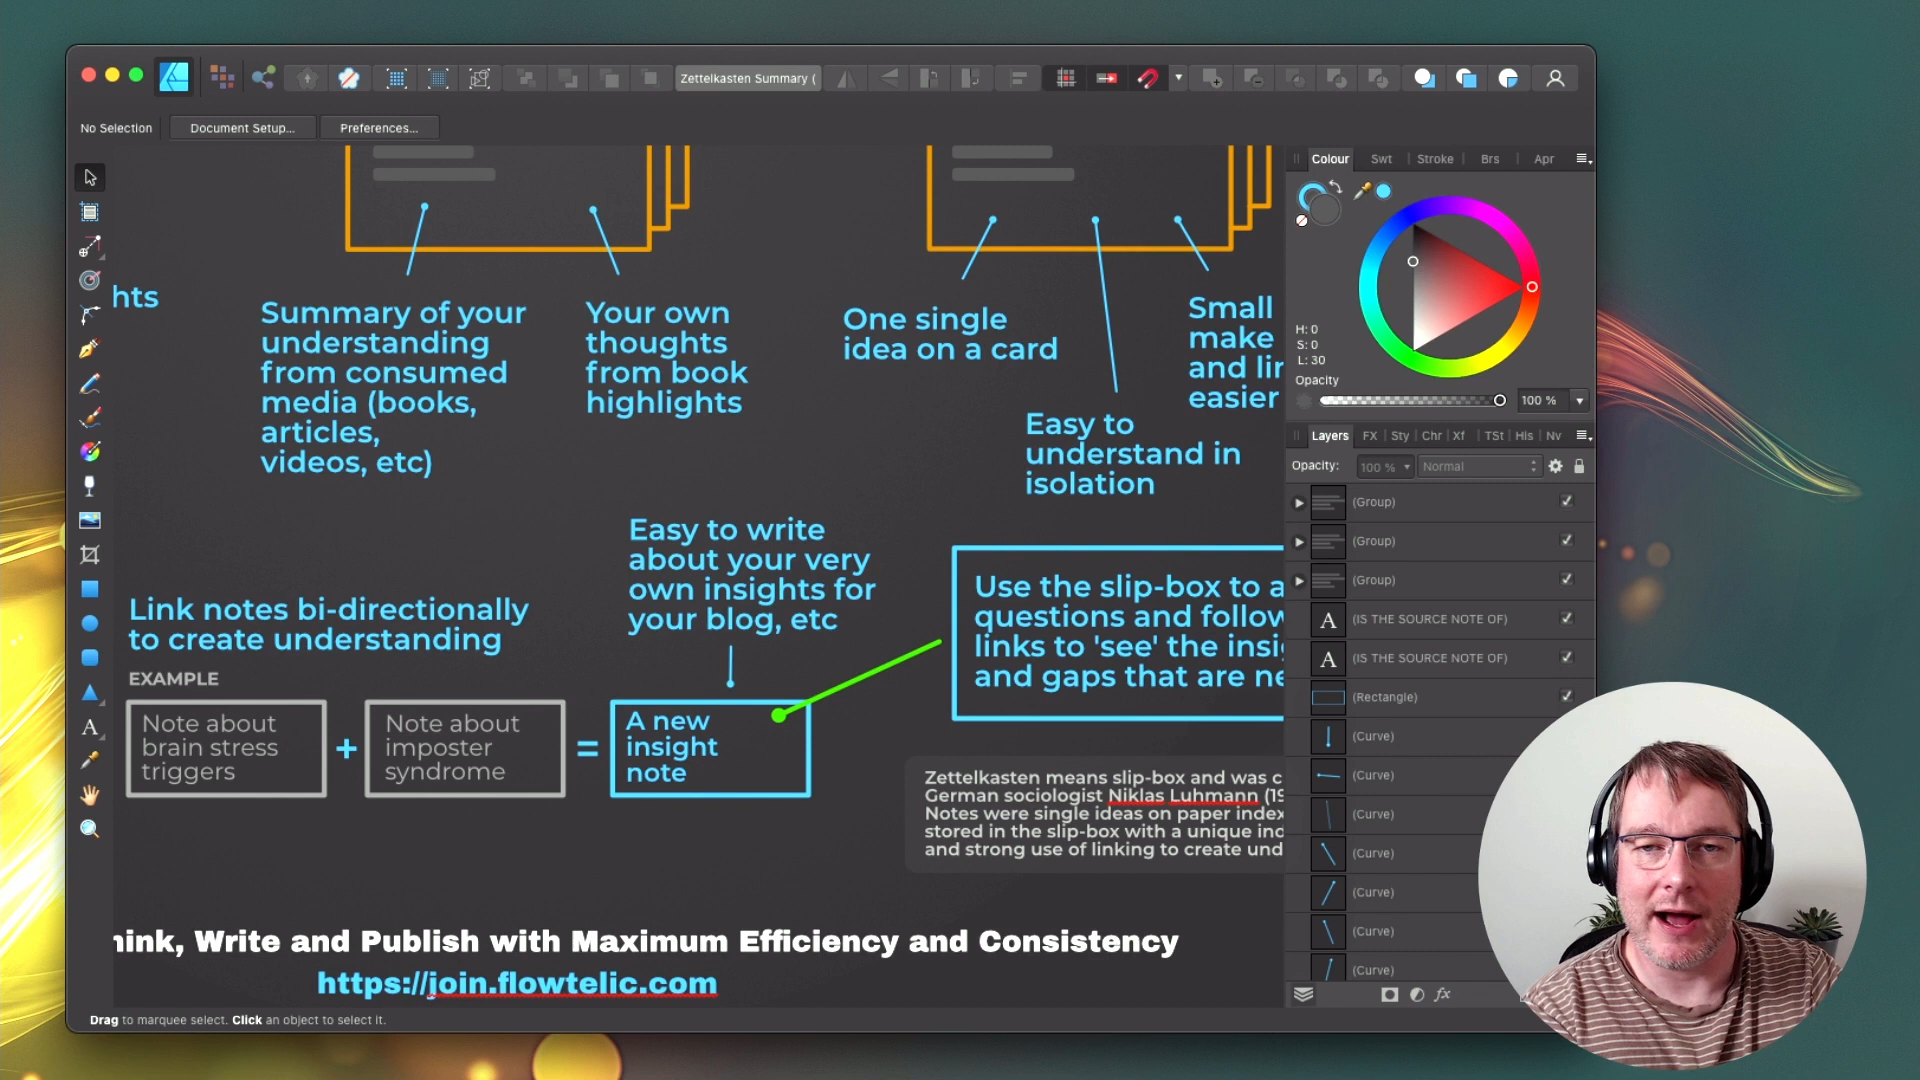 Zettelkasten Summary (
No Selection
Document Setup...
Preferences...
Colour
Swt
Stroke
Brs
Apr
H: 0
S: 0
L: 30
Opacity
100 %
hts
Summary of your
understanding
from consumed
media (books,
articles,
videos, etc)
Your own
thoughts
from book
highlights
One single
idea on a card
Small
make
and lin
easier
Easy to
understand in
isolation
Layers
FX
Sty
Chr
Xf
TSt
His
Nv
Opacity:
100 %
Normal
(Group)
(Group)
(Group)
A (IS THE SOURCE NOTE OF)
A (IS THE SOURCE NOTE OF)
(Rectangle)
(Curve)
(Curve)
(Curve)
(Curve)
(Curve)
(Curve)
(Curve)
fx
Easy to write
about your very
own insights for
your blog, etc
Link notes bi-directionally
to create understanding
EXAMPLE
Note about
brain stress
triggers
+
Note about
imposter
syndrome
=
A new
insight
note
Use the slip-box to a
questions and follow
links to 'see' the insi
and gaps that are ne
Zettelkasten means slip-box and was c
German sociologist Niklas Luhmann (19
Notes were single ideas on paper index
stored in the slip-box with a unique ind
and strong use of linking to create und
hink, Write and Publish with Maximum Efficiency and Consistency
https://join.flowtelic.com
Drag to marquee select. Click an object to select it.